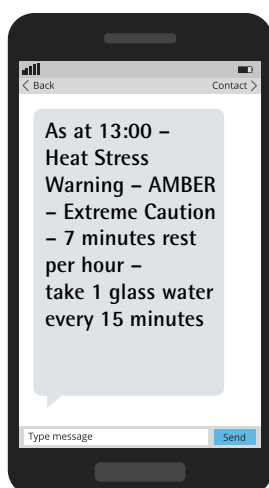 Back
Contact
As at 13:00 –
Heat Stress
Warning – AMBER
– Extreme Caution
– 7 minutes rest
per hour –
take 1 glass water
every 15 minutes
Type message
Send